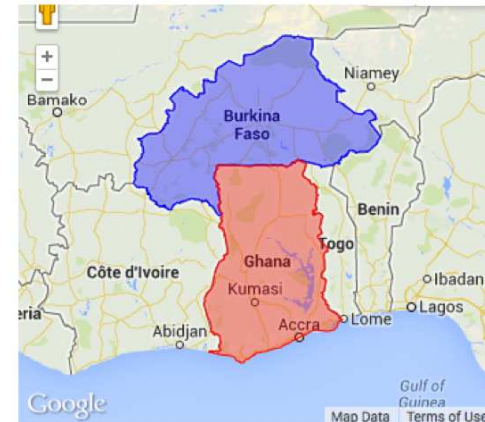 +
−
Niamey
Bamako
Burkina
Faso
Benin
Togo
Ghana
Côte d'Ivoire
Kumasi
Ibadan
eria
Lagos
Accra
Lome
Abidjan
Gulf of
Guinea
Google
Map Data
Terms of Use